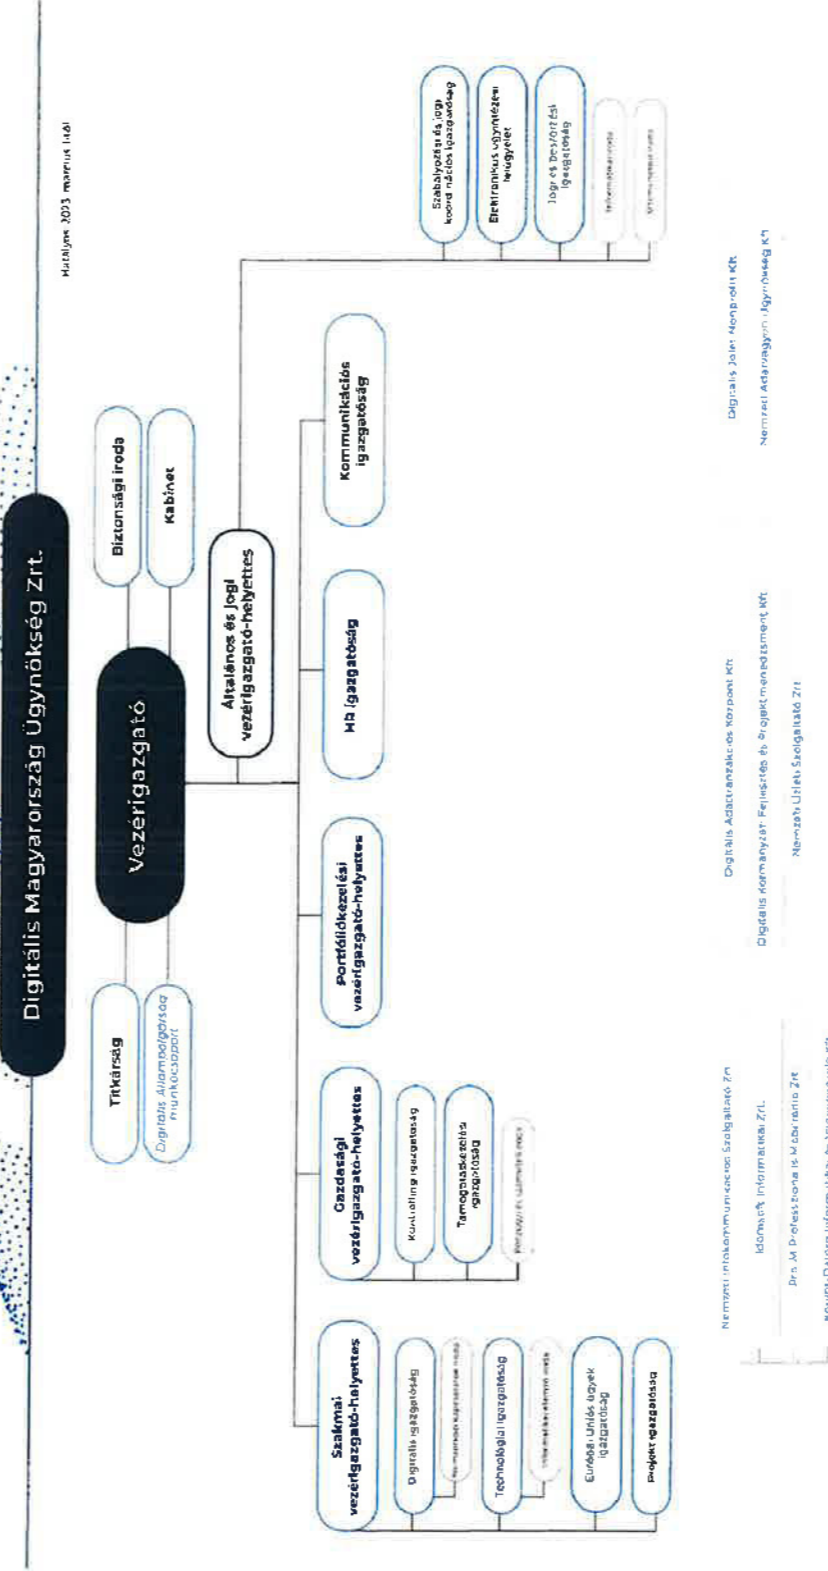 Digitális Magyarország Ügynökség Zrt.
Hatályos 2023 március 1-től
Titkárság
Digitális Állampolgárság
munkacsoport
Vezérigazgató
Biztonsági iroda
Kabinet
Általános és jogi
vezérigazgató-helyettes
Szakmai
vezérigazgató-helyettes
Digitális igazgatóság
Technológiai igazgatóság
Európai Uniós ügyek
igazgatóság
Projekt igazgatóság
Gazdasági
vezérigazgató-helyettes
Kontrolling igazgatóság
Támogatáskezelési
igazgatóság
Portfóliókezelési
vezérigazgató-helyettes
HR igazgatóság
Kommunikációs
igazgatóság
Szabályozási és jogi
koordinációs igazgatóság
Elektronikus ügyintézési
felügyelet
Jogi és beszerzési
igazgatóság
Informatikai iroda
Nemzeti Infokommunikációs Szolgáltató Zrt
Idomsoft Informatikai Zrt.
Pro-M Professzionális Mobilrádió Zrt
Digitális Adattranzakciós Központ Kft
Digitális Kormányzati Fejlesztés és Projektmenedzsment Kft
Nemzeti Üzleti Szolgáltató Zrt
Digitális Jólét Nonprofit Kft
Nemzeti Adatvagyon Ügynökség Kft